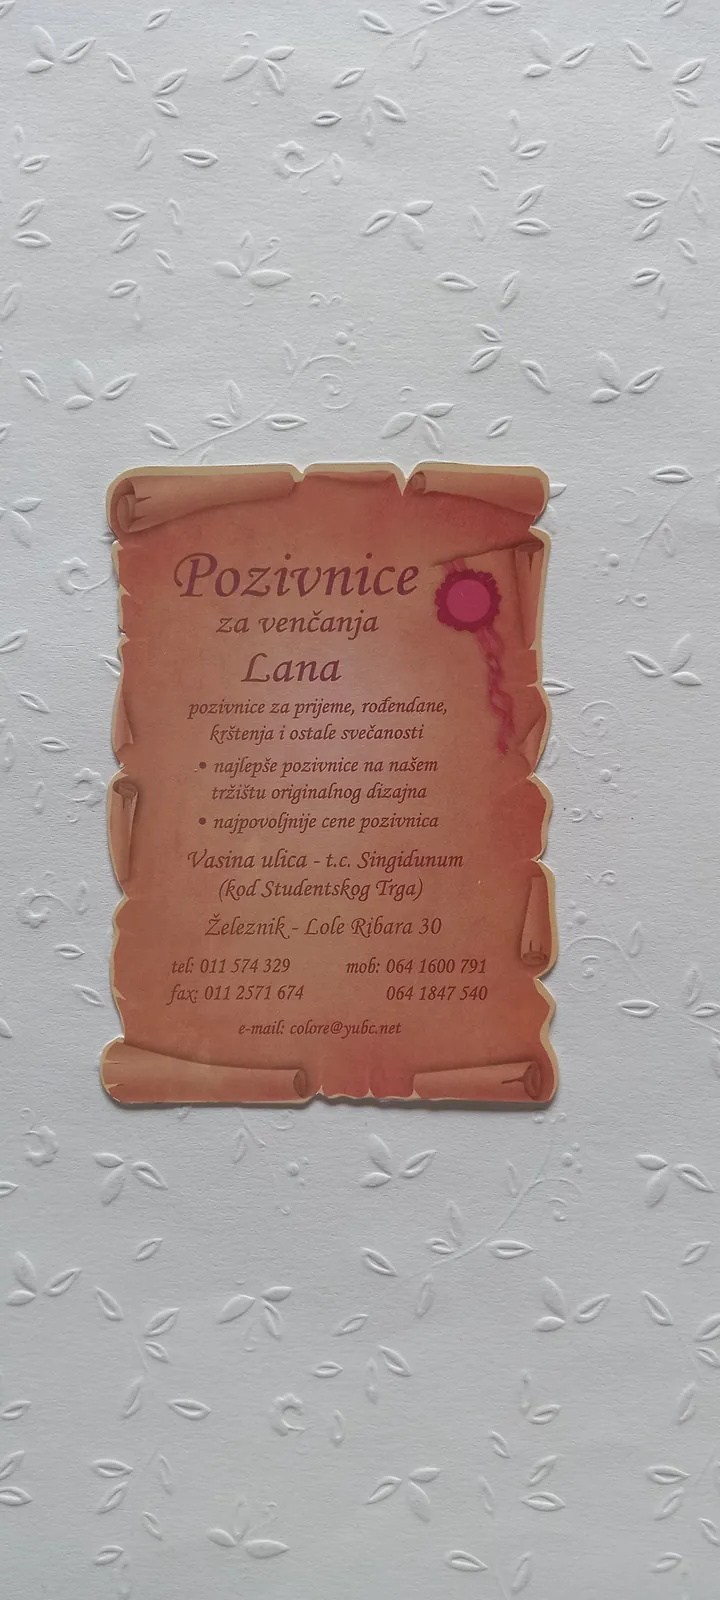 Pozivnice
za venčanja
Lana
pozivnice za prijeme, rođendane,
krštenja i ostale svečanosti
• najlepše pozivnice na našem
tržištu originalnog dizajna
• najpovoljnije cene pozivnica
Vasina ulica - t.c. Singidunum
(kod Studentskog Trga)
Železnik - Lole Ribara 30
tel: 011 574 329 mob: 064 1600 791
fax: 011 2571 674 064 1847 540
e-mail: colore@yubc.net